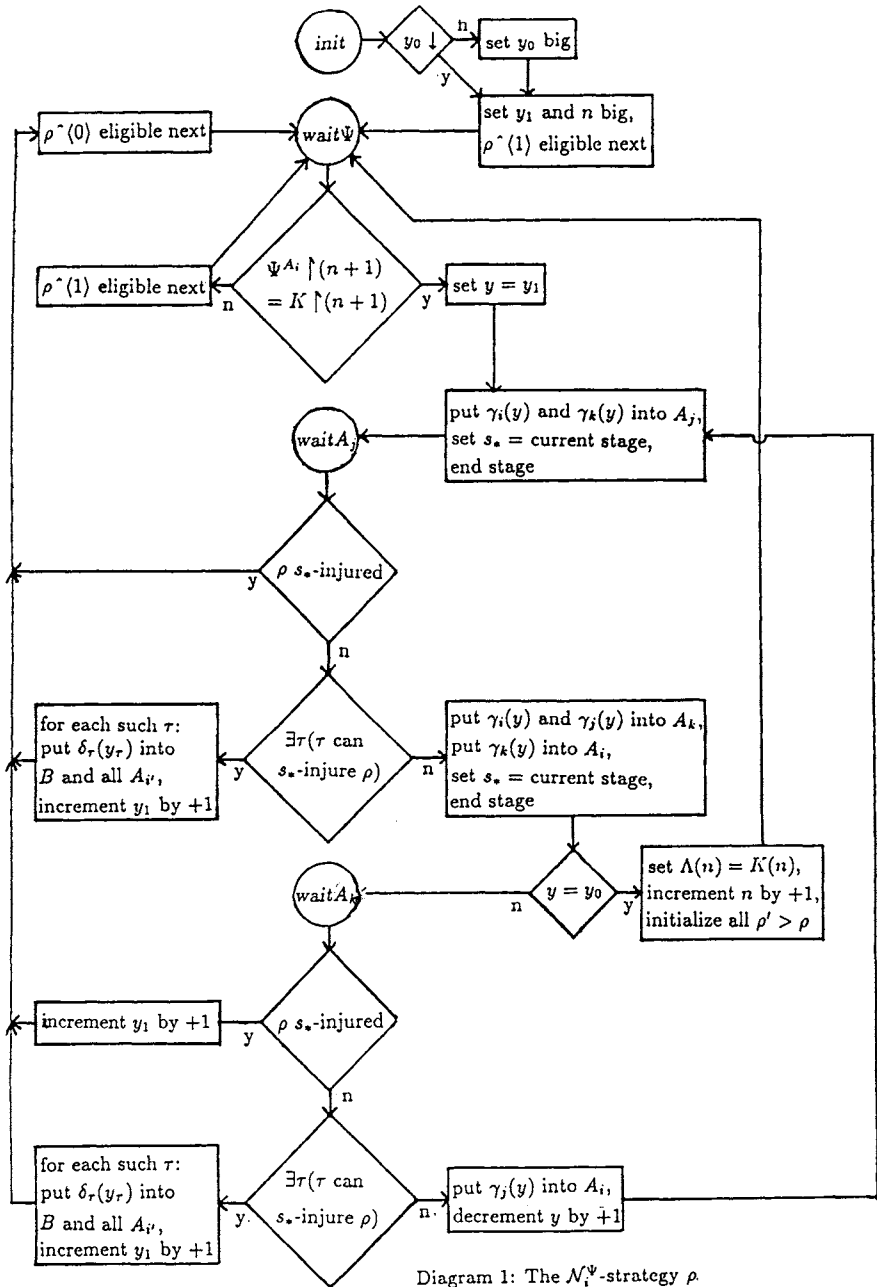 init
y₀ ↓
n
set y₀ big
y
set y₁ and n big,
ρ^⟨1⟩ eligible next
ρ^⟨0⟩ eligible next
waitΨ
Ψ^{A_i} ↾(n+1)
= K ↾(n+1)
ρ^⟨1⟩ eligible next
n
y
set y = y₁
put γ_i(y) and γ_k(y) into A_j,
set s_* = current stage,
end stage
waitA_j
ρ s_*-injured
y
n
for each such τ:
put δ_τ(y_τ) into
B and all A_{i'},
increment y₁ by +1
y
∃τ(τ can
s_*-injure ρ)
n
put γ_i(y) and γ_j(y) into A_k,
put γ_k(y) into A_i,
set s_* = current stage,
end stage
waitA_k
n
y = y₀
y
set Λ(n) = K(n),
increment n by +1,
initialize all ρ' > ρ
increment y₁ by +1
y
ρ s_*-injured
n
for each such τ:
put δ_τ(y_τ) into
B and all A_{i'},
increment y₁ by +1
y.
∃τ(τ can
s_*-injure ρ)
n.
put γ_j(y) into A_i,
decrement y by +1
Diagram 1: The 𝒩_i^Ψ-strategy ρ.